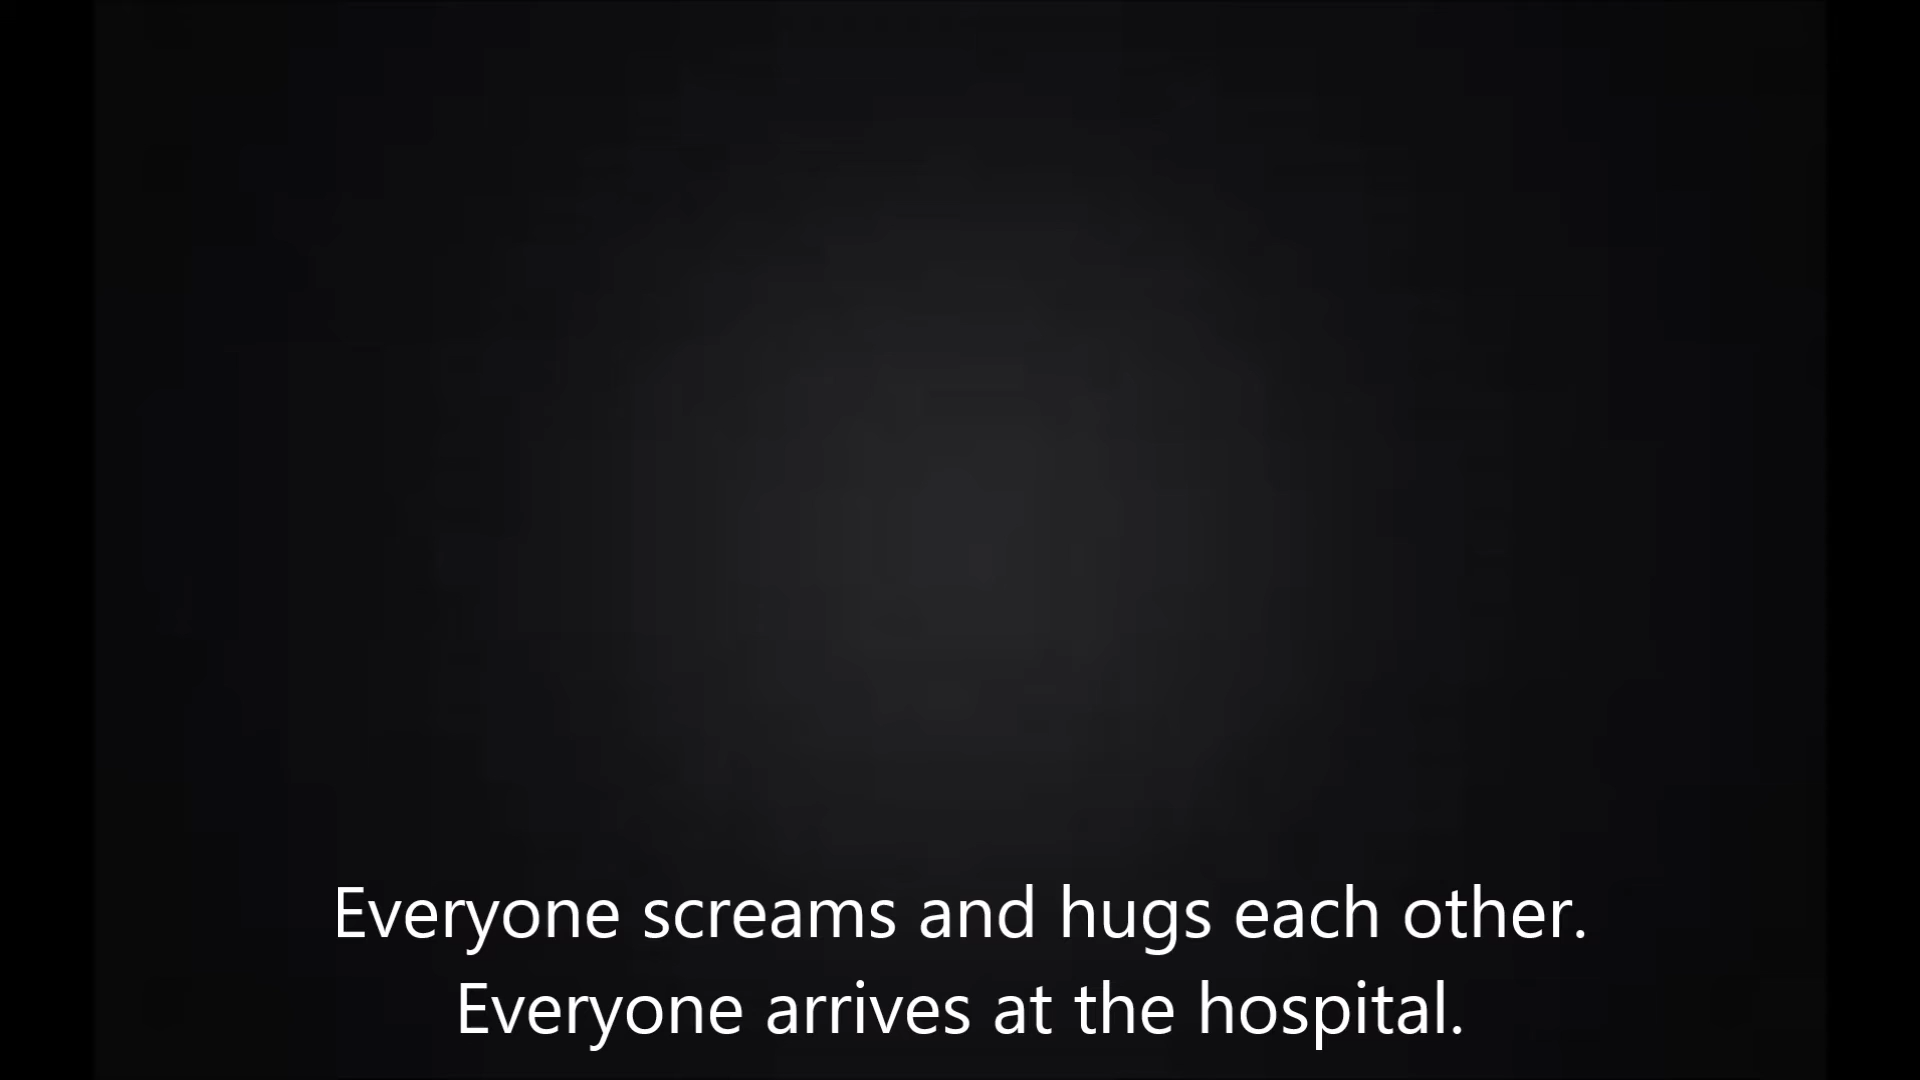 Everyone screams and hugs each other.
Everyone arrives at the hospital.